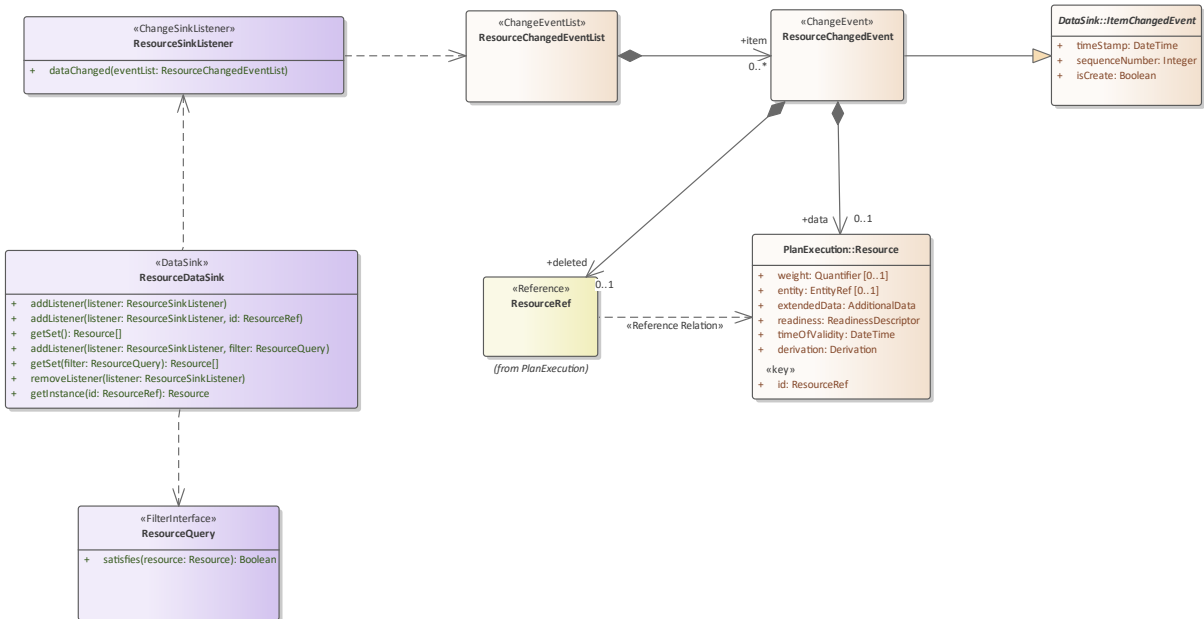 «ChangeSinkListener»
ResourceSinkListener
+ dataChanged(eventList: ResourceChangedEventList)
«ChangeEventList»
ResourceChangedEventList
+item
0..*
«ChangeEvent»
ResourceChangedEvent
DataSink::ItemChangedEvent
+ timeStamp: DateTime
+ sequenceNumber: Integer
+ isCreate: Boolean
«DataSink»
ResourceDataSink
+ addListener(listener: ResourceSinkListener)
+ addListener(listener: ResourceSinkListener, id: ResourceRef)
+ getSet(): Resource[]
+ addListener(listener: ResourceSinkListener, filter: ResourceQuery)
+ getSet(filter: ResourceQuery): Resource[]
+ removeListener(listener: ResourceSinkListener)
+ getInstance(id: ResourceRef): Resource
+deleted
0..1
«Reference»
ResourceRef
(from PlanExecution)
«Reference Relation»
+data
0..1
PlanExecution::Resource
+ weight: Quantifier [0..1]
+ entity: EntityRef [0..1]
+ extendedData: AdditionalData
+ readiness: ReadinessDescriptor
+ timeOfValidity: DateTime
+ derivation: Derivation
«key»
+ id: ResourceRef
«FilterInterface»
ResourceQuery
+ satisfies(resource: Resource): Boolean